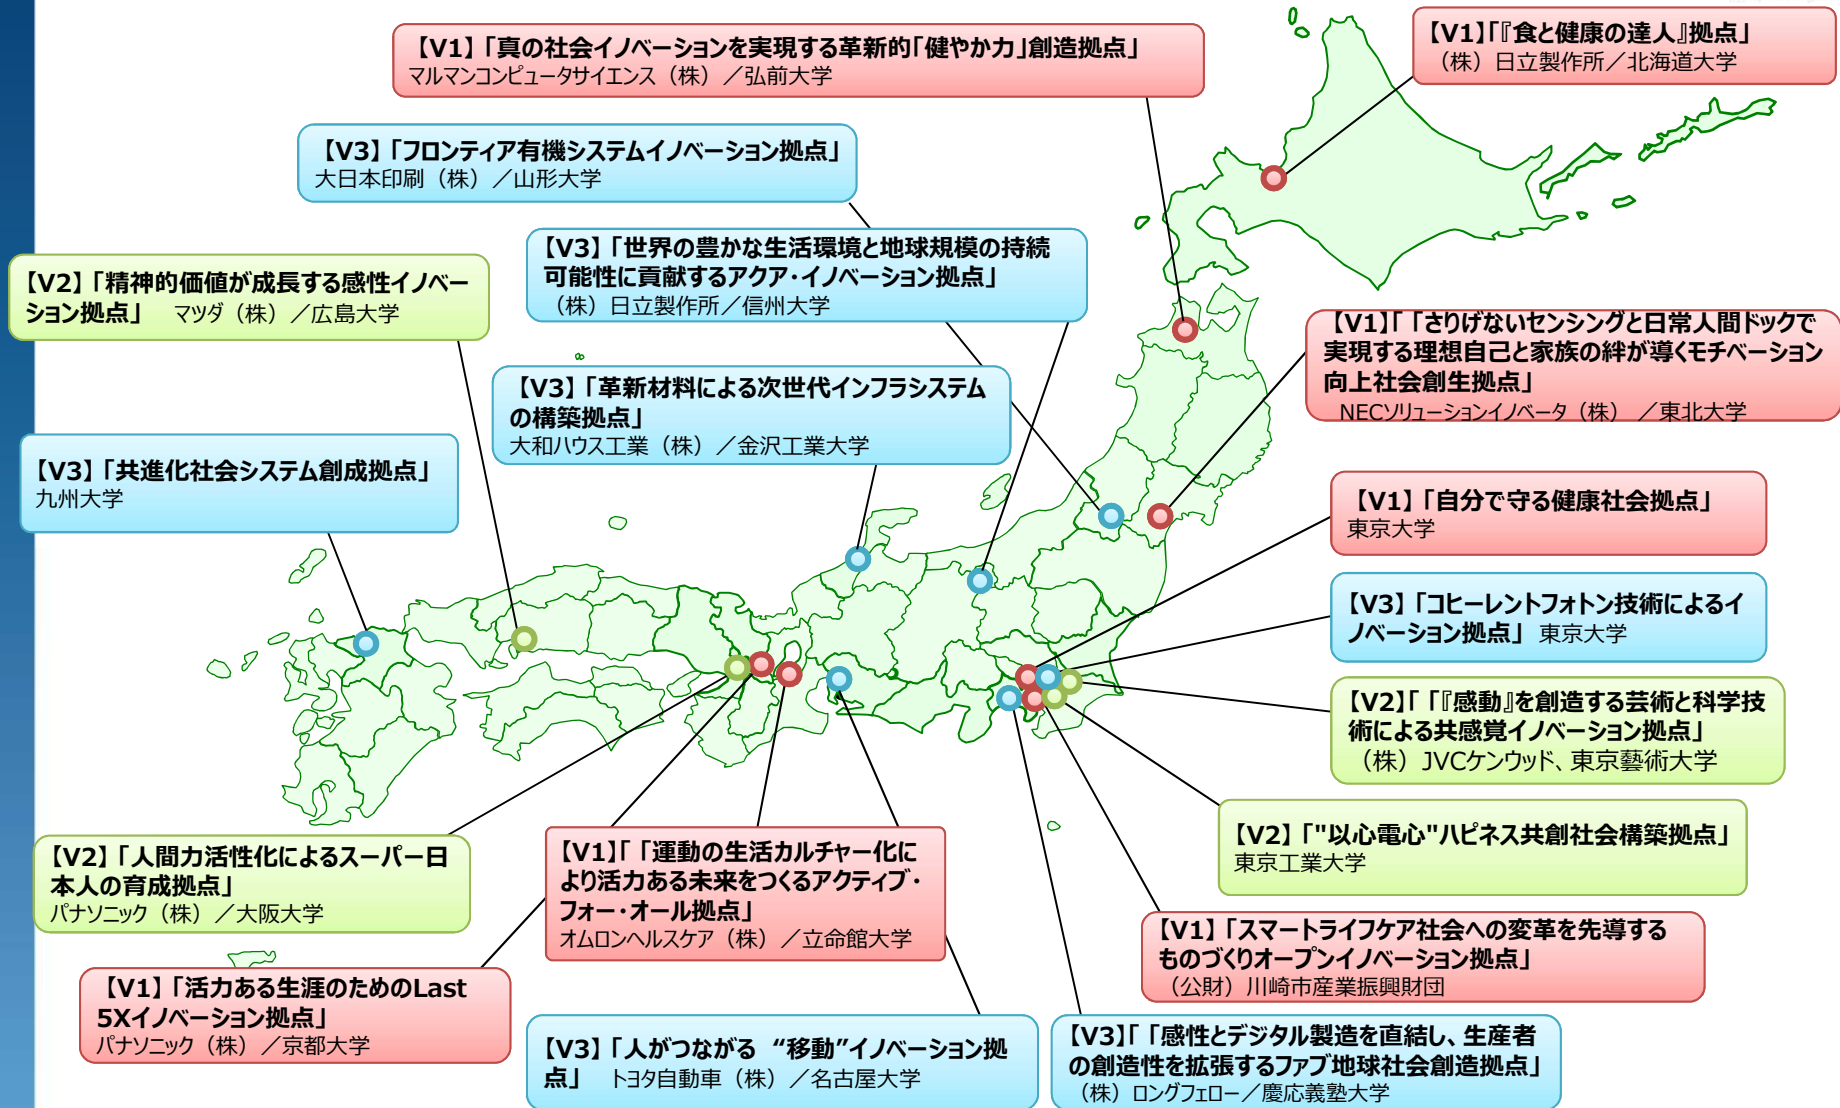 【V1】「真の社会イノベーションを実現する革新的「健やか力」創造拠点」
マルマンコンピュータサイエンス（株）／弘前大学
【V1】「『食と健康の達人』拠点」
（株）日立製作所／北海道大学
【V3】「フロンティア有機システムイノベーション拠点」
大日本印刷（株）／山形大学
【V3】「世界の豊かな生活環境と地球規模の持続
可能性に貢献するアクア・イノベーション拠点」
（株）日立製作所／信州大学
【V2】「精神的価値が成長する感性イノベー
ション拠点」　マツダ（株）／広島大学
【V1】「「さりげないセンシングと日常人間ドックで
実現する理想自己と家族の絆が導くモチベーション
向上社会創生拠点」
NECソリューションイノベータ（株）／東北大学
【V3】「革新材料による次世代インフラシステム
の構築拠点」
大和ハウス工業（株）／金沢工業大学
【V3】「共進化社会システム創成拠点」
九州大学
【V1】「自分で守る健康社会拠点」
東京大学
【V3】「コヒーレントフォトン技術によるイ
ノベーション拠点」 東京大学
【V2】「「『感動』を創造する芸術と科学技
術による共感覚イノベーション拠点」
（株）JVCケンウッド、東京藝術大学
【V2】「"以心電心"ハピネス共創社会構築拠点」
東京工業大学
【V2】「人間力活性化によるスーパー日
本人の育成拠点」
パナソニック（株）／大阪大学
【V1】「「運動の生活カルチャー化に
より活力ある未来をつくるアクティブ・
フォー・オール拠点」
オムロンヘルスケア（株）／立命館大学
【V1】「スマートライフケア社会への変革を先導する
ものづくりオープンイノベーション拠点」
（公財）川崎市産業振興財団
【V1】「活力ある生涯のためのLast
5Xイノベーション拠点」
パナソニック（株）／京都大学
【V3】「人がつながる “移動”イノベーション拠
点」　トヨタ自動車（株）／名古屋大学
【V3】「「感性とデジタル製造を直結し、生産者
の創造性を拡張するファブ地球社会創造拠点」
（株）ロングフェロー／慶応義塾大学